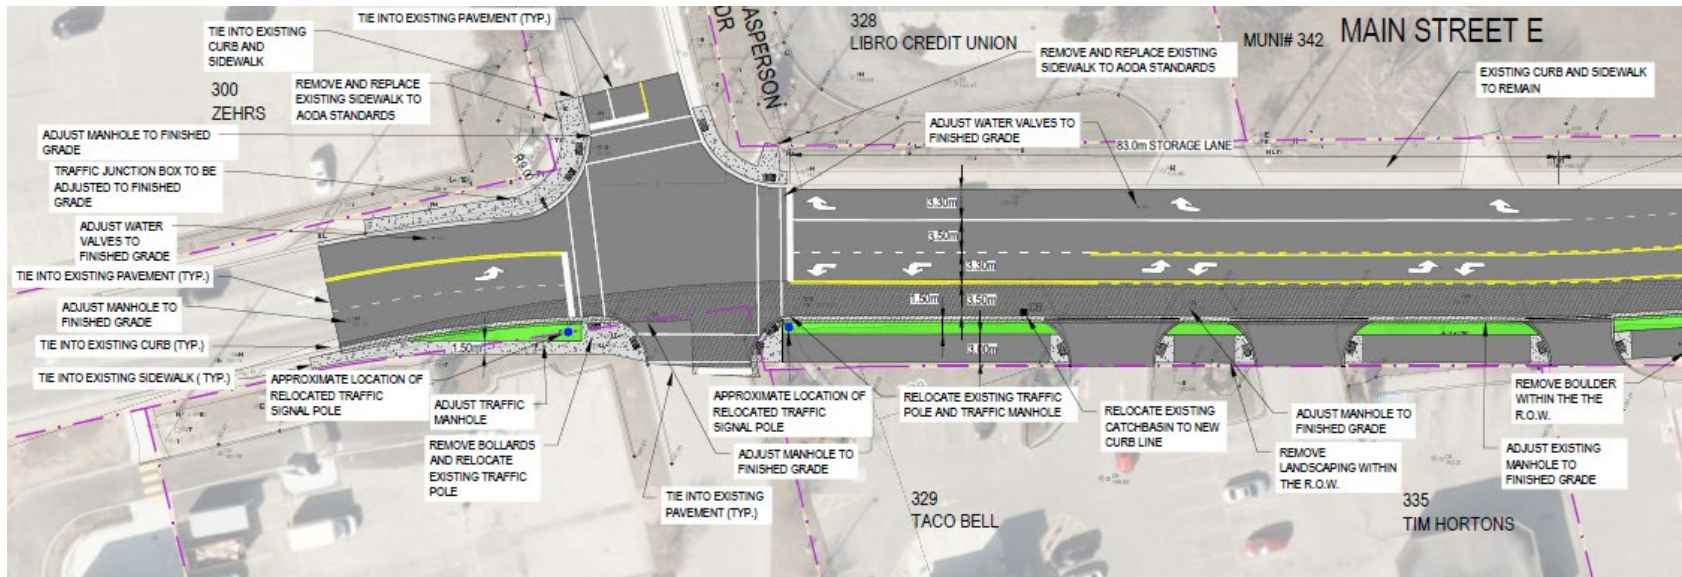 TIE INTO EXISTING PAVEMENT (TYP.)
TIE INTO EXISTING
CURB AND
SIDEWALK
300
ZEHRS
REMOVE AND REPLACE
EXISTING SIDEWALK TO
AODA STANDARDS
ADJUST MANHOLE TO FINISHED
GRADE
TRAFFIC JUNCTION BOX TO BE
ADJUSTED TO FINISHED
GRADE
ADJUST WATER
VALVES TO
FINISHED GRADE
TIE INTO EXISTING PAVEMENT (TYP.)
ADJUST MANHOLE TO
FINISHED GRADE
TIE INTO EXISTING CURB (TYP.)
TIE INTO EXISTING SIDEWALK ( TYP.)
ASPERSON
DR
328
LIBRO CREDIT UNION
REMOVE AND REPLACE EXISTING
SIDEWALK TO AODA STANDARDS
MUNI# 342
MAIN STREET E
EXISTING CURB AND SIDEWALK
TO REMAIN
ADJUST WATER VALVES TO
FINISHED GRADE
83.0m STORAGE LANE
3.30m
3.50m
3.30m
1.50m
3.50m
3.00m
1.50m
APPROXIMATE LOCATION OF
RELOCATED TRAFFIC
SIGNAL POLE
ADJUST TRAFFIC
MANHOLE
REMOVE BOLLARDS
AND RELOCATE
EXISTING TRAFFIC
POLE
TIE INTO EXISTING
PAVEMENT (TYP.)
APPROXIMATE LOCATION OF
RELOCATED TRAFFIC
SIGNAL POLE
ADJUST MANHOLE TO
FINISHED GRADE
RELOCATE EXISTING TRAFFIC
POLE AND TRAFFIC MANHOLE
RELOCATE EXISTING
CATCHBASIN TO NEW
CURB LINE
ADJUST MANHOLE TO
FINISHED GRADE
REMOVE
LANDSCAPING WITHIN
THE R.O.W.
REMOVE BOULDER
WITHIN THE THE
R.O.W.
ADJUST EXISTING
MANHOLE TO
FINISHED GRADE
329
TACO BELL
335
TIM HORTONS